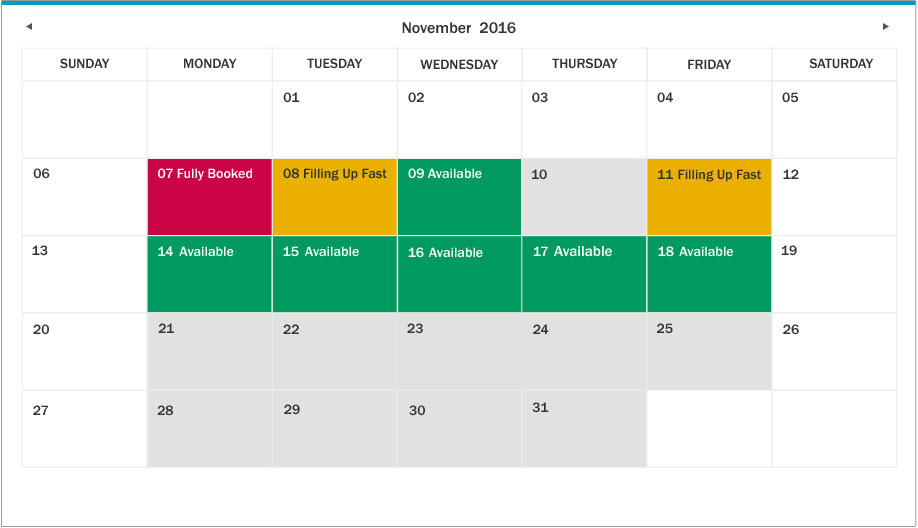 November 2016
SUNDAY MONDAY TUESDAY WEDNESDAY THURSDAY FRIDAY SATURDAY
01 02 03 04 05
06 07 Fully Booked 08 Filling Up Fast 09 Available 10 11 Filling Up Fast 12
13 14 Available 15 Available 16 Available 17 Available 18 Available 19
20 21 22 23 24 25 26
27 28 29 30 31